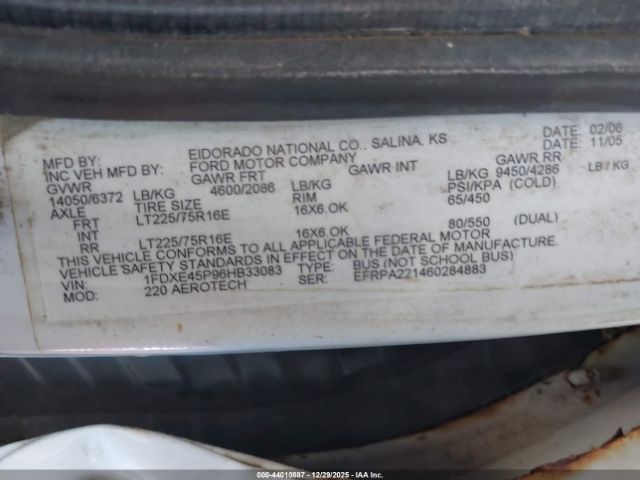 MFD BY: EIDORADO NATIONAL CO., SALINA, KS DATE: 02/06
INC VEH MFD BY: FORD MOTOR COMPANY DATE: 11/05
GVWR GAWR FRT GAWR INT GAWR RR
14050/6372 LB/KG 4600/2086 LB/KG LB/KG 9450/4286 LB / KG
AXLE TIRE SIZE RIM PSI/KPA (COLD)
FRT LT225/75R16E 16X6.OK 65/450
INT
RR LT225/75R16E 16X6.OK 80/550 (DUAL)
THIS VEHICLE CONFORMS TO ALL APPLICABLE FEDERAL MOTOR
VEHICLE SAFETY STANDARDS IN EFFECT ON THE DATE OF MANUFACTURE.
VIN: 1FDXE45P96HB33083 TYPE: BUS (NOT SCHOOL BUS)
MOD: 220 AEROTECH SER: EFRPA221460284883
000-44010887 - 12/29/2025 - IAAI Corp.